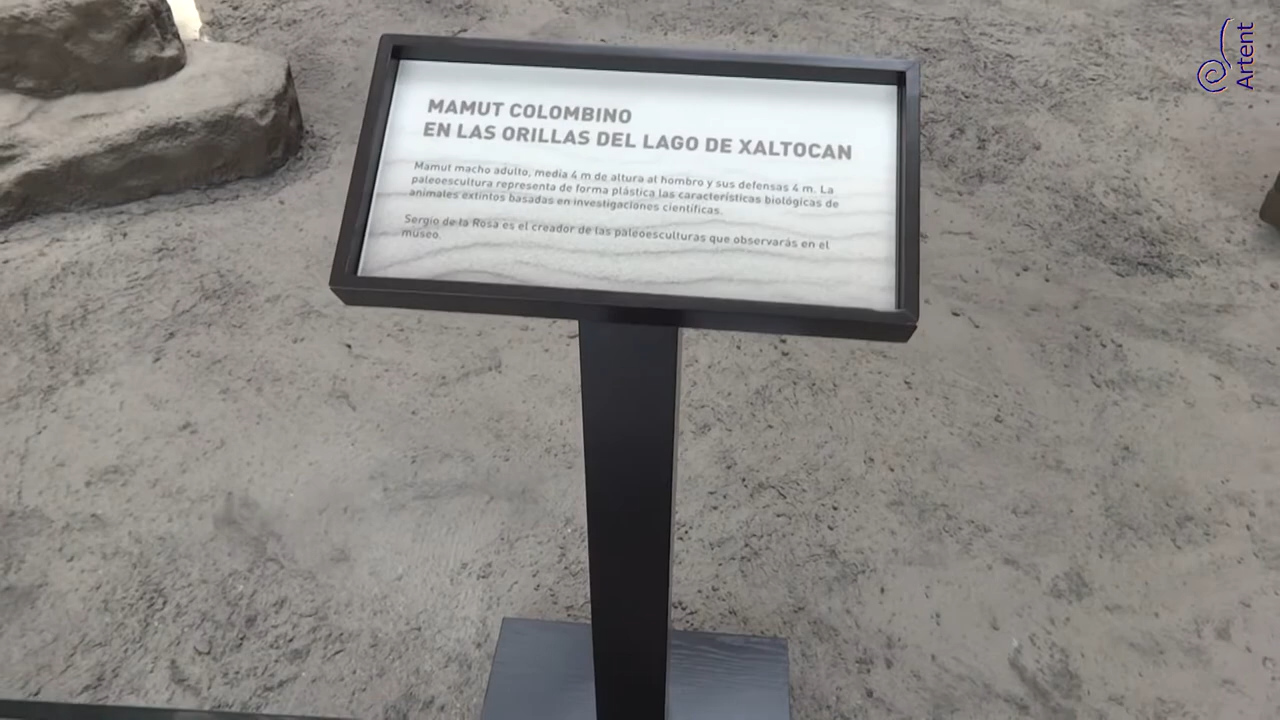 MAMUT COLOMBINO
EN LAS ORILLAS DEL LAGO DE XALTOCAN
Mamut macho adulto, medía 4 m de altura al hombro y sus defensas 4 m. La
paleoescultura representa de forma plástica las características biológicas de
animales extintos basadas en investigaciones científicas.
Sergio de la Rosa es el creador de las paleoesculturas que observarás en el
museo.
Artent